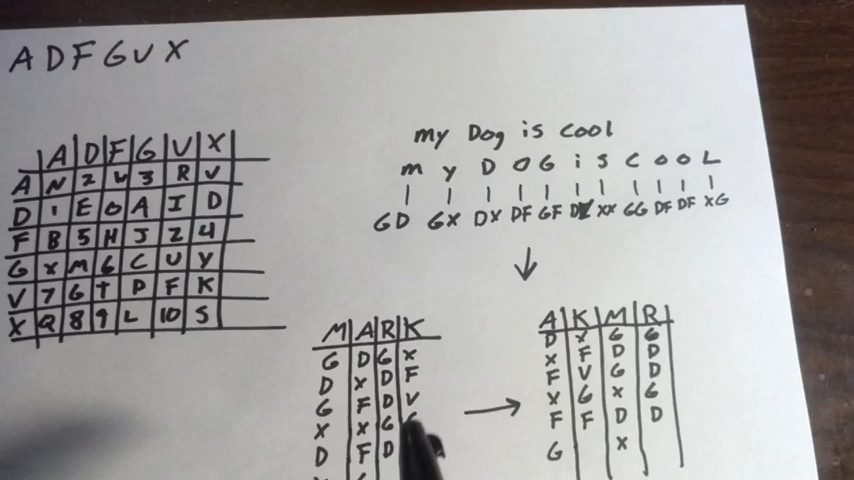 ADFGVX
A D F G V X
A N 2 W 3 R V
D 1 E O A I D
F B 5 H J Z 4
G X M 6 C U Y
V 7 G T P F K
X Q 8 9 L 10 S
my Dog is cool
m y D O G i S C O O L
GD GX DX DF GF XX GG DF DF XG
M A R K
G D G X
D X D F
G F D V
X X G
D F D
A K M R
D X G G
X F D D
F V G D
X G X G
F F D D
G X